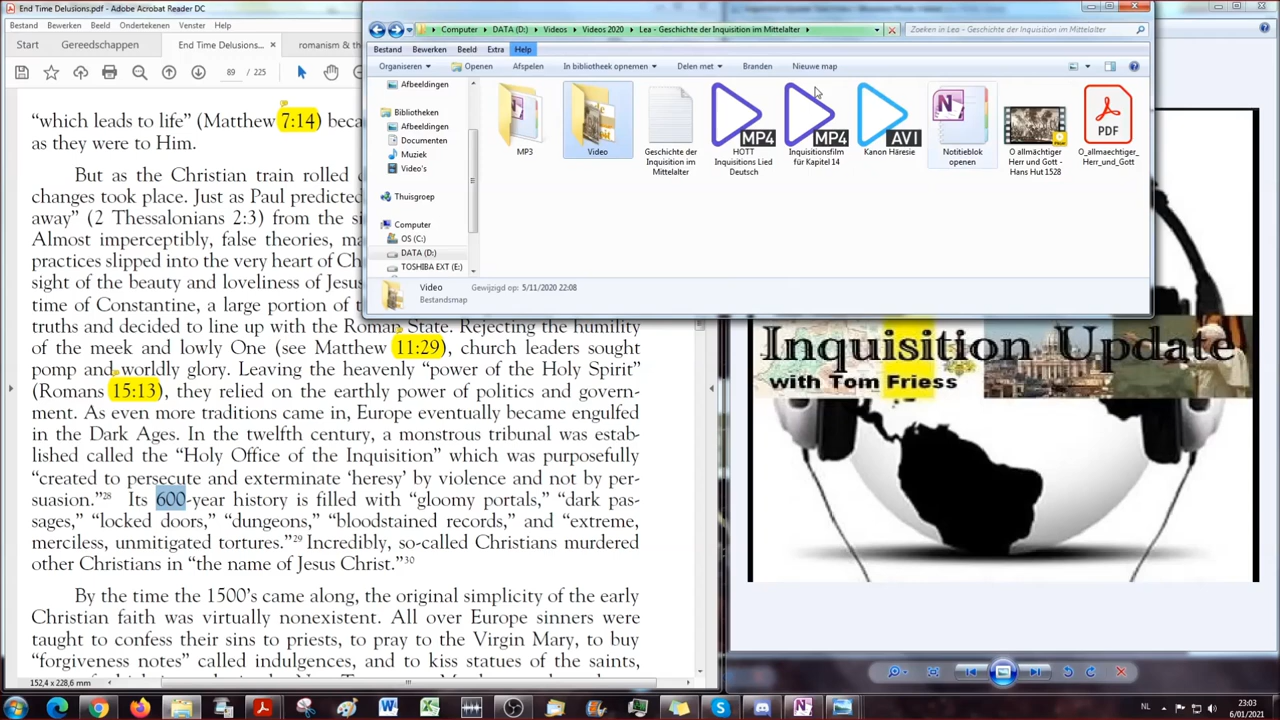 End Time Delusions.pdf - Adobe Acrobat Reader DC
Bestand Bewerken Beeld Ondertekenen Venster
Start Gereedschappen End Time Delusions... × romanism & th
89 / 225
“which leads to life” (Matthew 7:14) beca
as they were to Him.
But as the Christian train rolled d
changes took place. Just as Paul predicted
away” (2 Thessalonians 2:3) from the si
Almost imperceptibly, false theories, ma
practices slipped into the very heart of Ch
sight of the beauty and loveliness of Jesus
time of Constantine, a large portion of t
truths and decided to line up with the Roman State. Rejecting the humility
of the meek and lowly One (see Matthew 11:29), church leaders sought
pomp and worldly glory. Leaving the heavenly “power of the Holy Spirit”
(Romans 15:13), they relied on the earthly power of politics and govern-
ment. As even more traditions came in, Europe eventually became engulfed
in the Dark Ages. In the twelfth century, a monstrous tribunal was estab-
lished called the “Holy Office of the Inquisition” which was purposefully
“created to persecute and exterminate ‘heresy’ by violence and not by per-
suasion.”28 Its 600-year history is filled with “gloomy portals,” “dark pas-
sages,” “locked doors,” “dungeons,” “bloodstained records,” and “extreme,
merciless, unmitigated tortures.”29 Incredibly, so-called Christians murdered
other Christians in “the name of Jesus Christ.”30
By the time the 1500’s came along, the original simplicity of the early
Christian faith was virtually nonexistent. All over Europe sinners were
taught to confess their sins to priests, to pray to the Virgin Mary, to buy
“forgiveness notes” called indulgences, and to kiss statues of the saints,
152,4 x 228,6 mm
Computer DATA (D:) Videos Videos 2020 Lea - Geschichte der Inquisition im Mittelalter
Zoeken in Lea - Geschichte der Inquisition im Mittelalter
Bestand Bewerken Beeld Extra Help
Organiseren Openen Afspelen In bibliotheek opnemen Delen met Branden Nieuwe map
Afbeeldingen
Bibliotheken
Afbeeldingen
Documenten
Muziek
Video's
Thuisgroep
Computer
OS (C:)
DATA (D:)
TOSHIBA EXT (E:)
MP3
Video
Geschichte der
Inquisition im
Mittelalter
MP4
HOTT
Inquisitions Lied
Deutsch
MP4
Inquisitionsfilm
für Kapitel 14
AVI
Kanon Häresie
Notitieblok
openen
O allmächtiger
Herr und Gott -
Hans Hut 1528
PDF
O_allmaechtiger_
Herr_und_Gott
Video Gewijzigd op: 5/11/2020 22:08
Bestandsmap
Inquisition Update
with Tom Friess
NL
23:03
6/01/2021